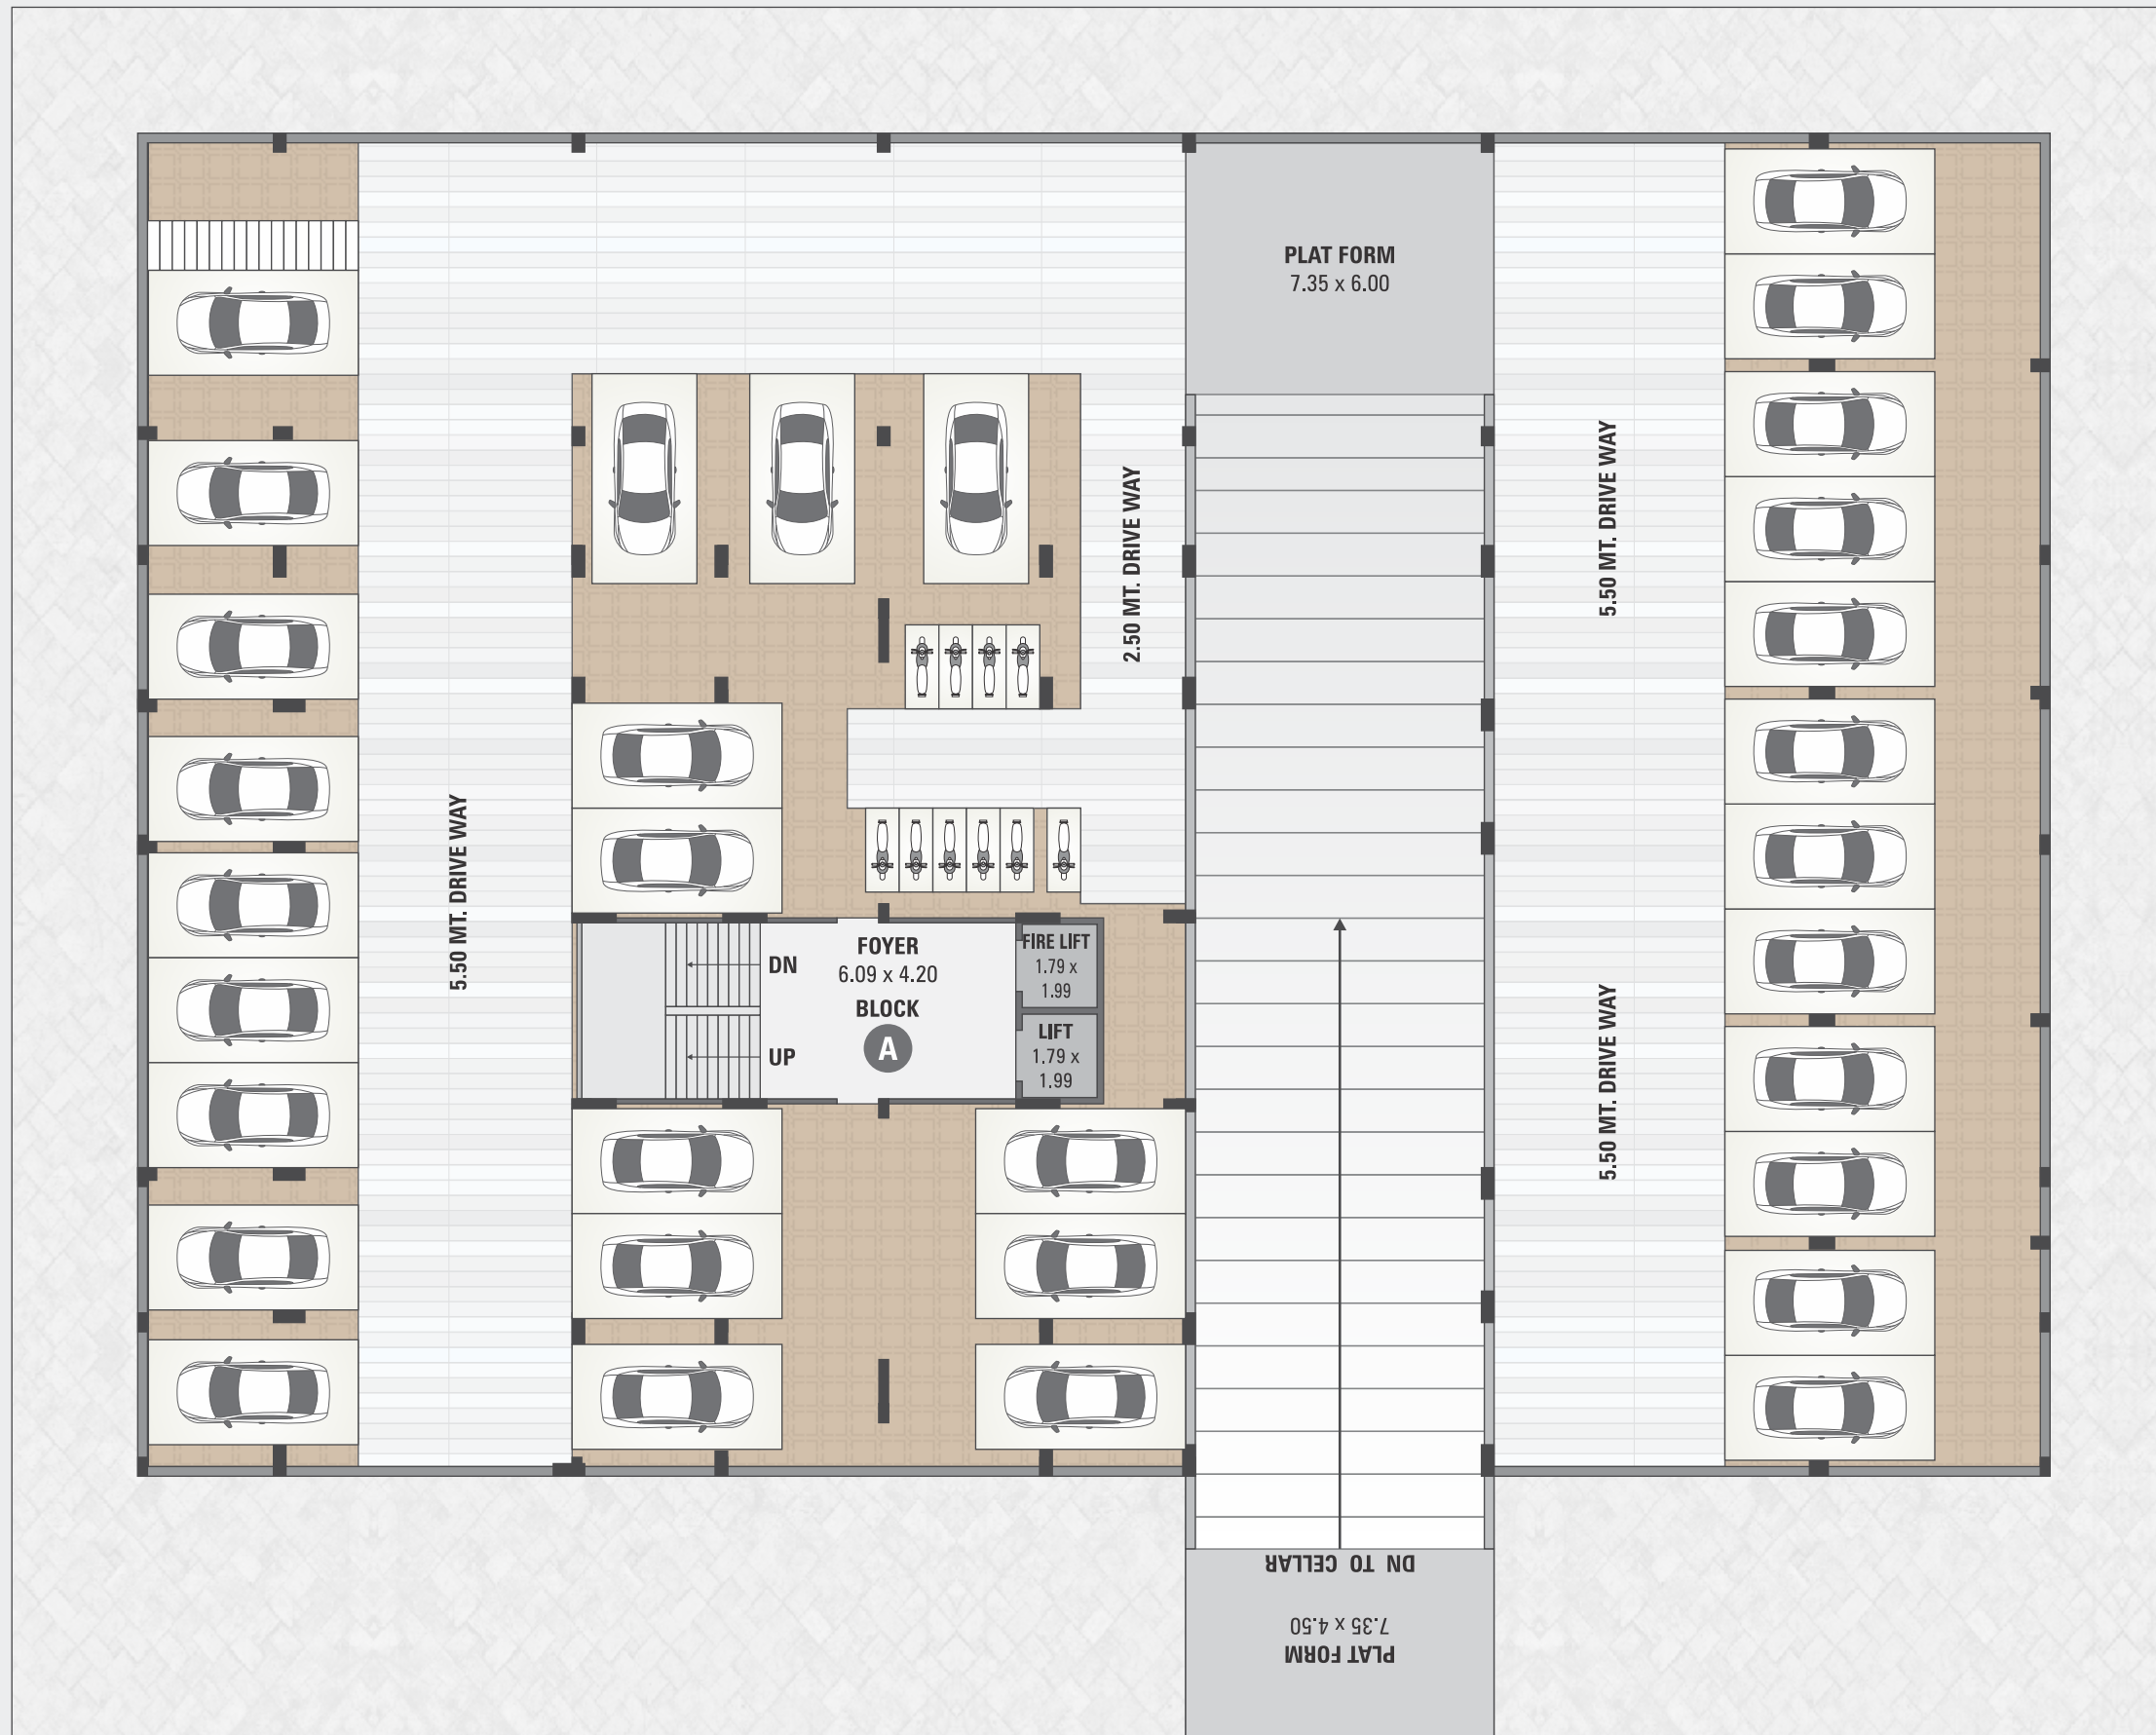 PLAT FORM
7.35 x 6.00
2.50 MT. DRIVE WAY
5.50 MT. DRIVE WAY
5.50 MT. DRIVE WAY
DN
UP
FOYER
6.09 x 4.20
BLOCK
A
FIRE LIFT
1.79 x
1.99
LIFT
1.79 x
1.99
5.50 MT. DRIVE WAY
DN TO CELLAR
7.35 x 4.50
PLAT FORM